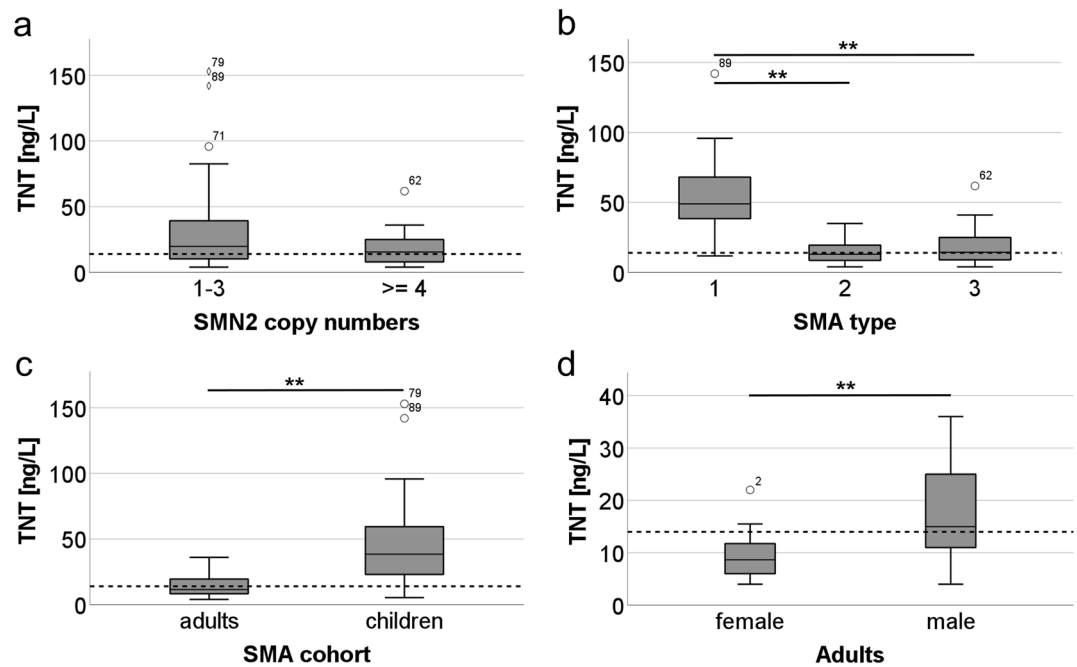 a
TNT [ng/L]
150
100
50
0
79
89
71
62
1-3
>= 4
SMN2 copy numbers
b
TNT [ng/L]
150
100
50
0
**
**
89
62
1
2
3
SMA type
c
TNT [ng/L]
150
100
50
0
**
79
89
adults
children
SMA cohort
d
TNT [ng/L]
40
30
20
10
0
**
2
female
male
Adults